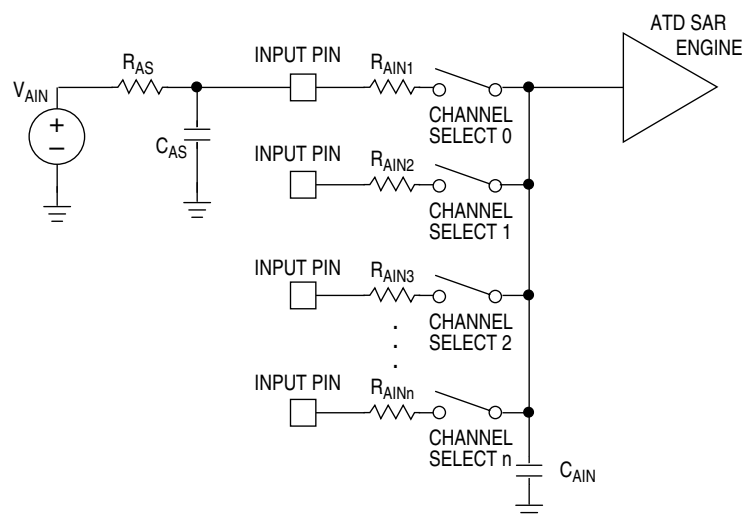 ATD SAR
ENGINE
INPUT PIN
RAS
RAIN1
VAIN
+
–
CAS
CHANNEL
SELECT 0
INPUT PIN
RAIN2
CHANNEL
SELECT 1
INPUT PIN
RAIN3
CHANNEL
SELECT 2
.
.
.
INPUT PIN
RAINn
CHANNEL
SELECT n
CAIN